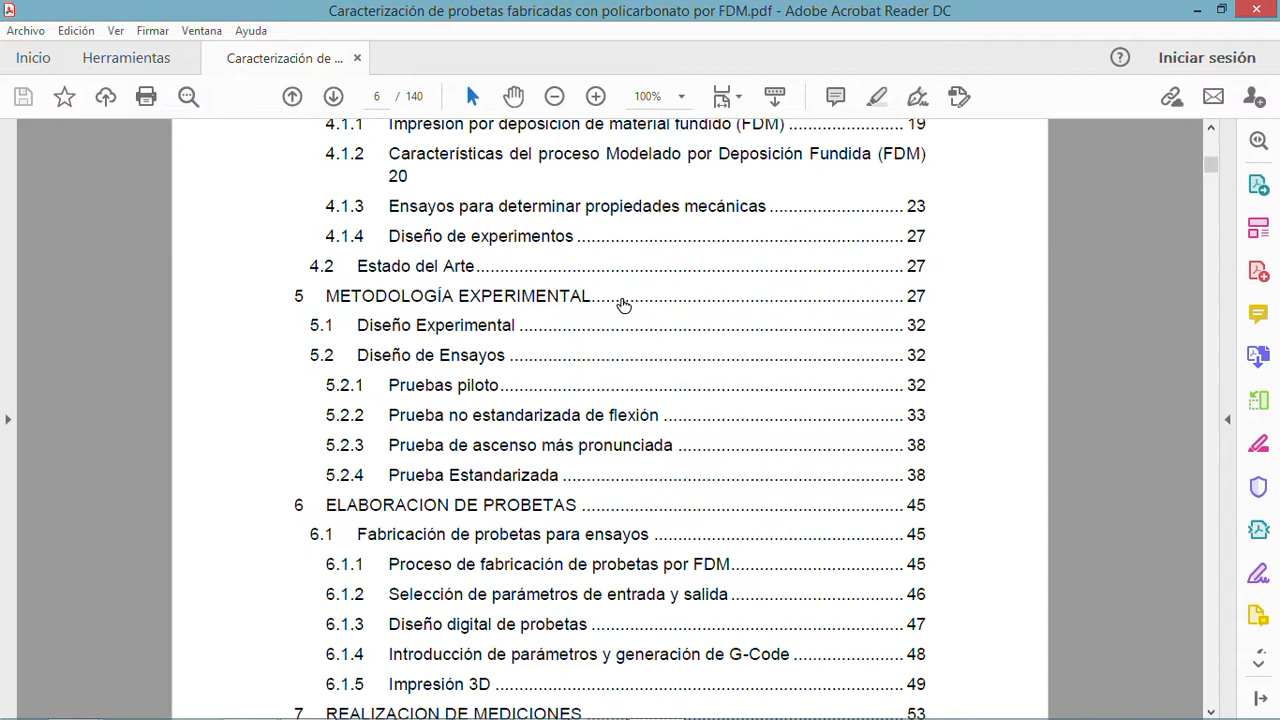 Caracterización de probetas fabricadas con policarbonato por FDM.pdf - Adobe Acrobat Reader DC
Archivo Edición Ver Firmar Ventana Ayuda
Inicio Herramientas Caracterización de ... × Iniciar sesión
6 / 140 100%
4.1.1 Impresión por deposición de material fundido (FDM) ...................... 19
4.1.2 Características del proceso Modelado por Deposición Fundida (FDM)
20
4.1.3 Ensayos para determinar propiedades mecánicas .......................... 23
4.1.4 Diseño de experimentos ................................................................ 27
4.2 Estado del Arte ................................................................................. 27
5 METODOLOGÍA EXPERIMENTAL ............................................................ 27
5.1 Diseño Experimental ......................................................................... 32
5.2 Diseño de Ensayos ........................................................................... 32
5.2.1 Pruebas piloto ................................................................................ 32
5.2.2 Prueba no estandarizada de flexión ............................................... 33
5.2.3 Prueba de ascenso más pronunciada ............................................ 38
5.2.4 Prueba Estandarizada ................................................................... 38
6 ELABORACION DE PROBETAS .............................................................. 45
6.1 Fabricación de probetas para ensayos ................................................ 45
6.1.1 Proceso de fabricación de probetas por FDM ................................. 45
6.1.2 Selección de parámetros de entrada y salida .................................. 46
6.1.3 Diseño digital de probetas .............................................................. 47
6.1.4 Introducción de parámetros y generación de G-Code ..................... 48
6.1.5 Impresión 3D .................................................................................. 49
7 REALIZACION DE MEDICIONES ............................................................. 53